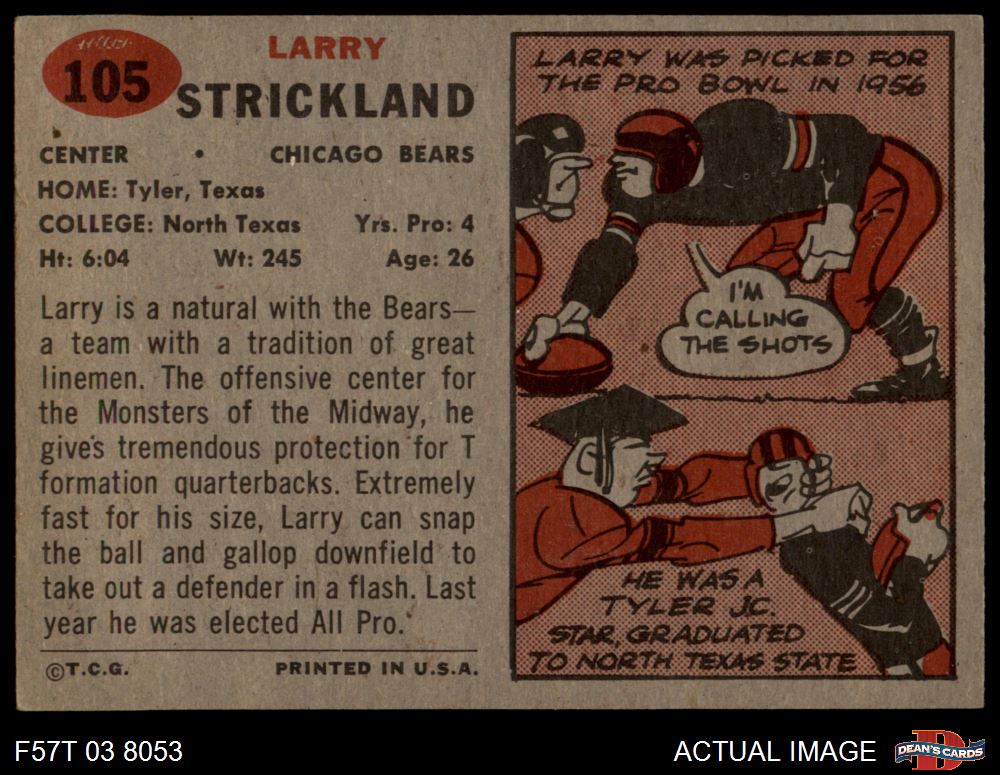 105
LARRY
STRICKLAND
CENTER • CHICAGO BEARS
HOME: Tyler, Texas
COLLEGE: North Texas Yrs. Pro: 4
Ht: 6:04 Wt: 245 Age: 26
Larry is a natural with the Bears—
a team with a tradition of great
linemen. The offensive center for
the Monsters of the Midway, he
give's tremendous protection for T
formation quarterbacks. Extremely
fast for his size, Larry can snap
the ball and gallop downfield to
take out a defender in a flash. Last
year he was elected All Pro.
©T.C.G. PRINTED IN U.S.A.
LARRY WAS PICKED FOR
THE PRO BOWL IN 1956
I'M
CALLING
THE SHOTS
HE WAS A
TYLER JC.
STAR, GRADUATED
TO NORTH TEXAS STATE
F57T 03 8053
ACTUAL IMAGE
DEAN'S CARDS